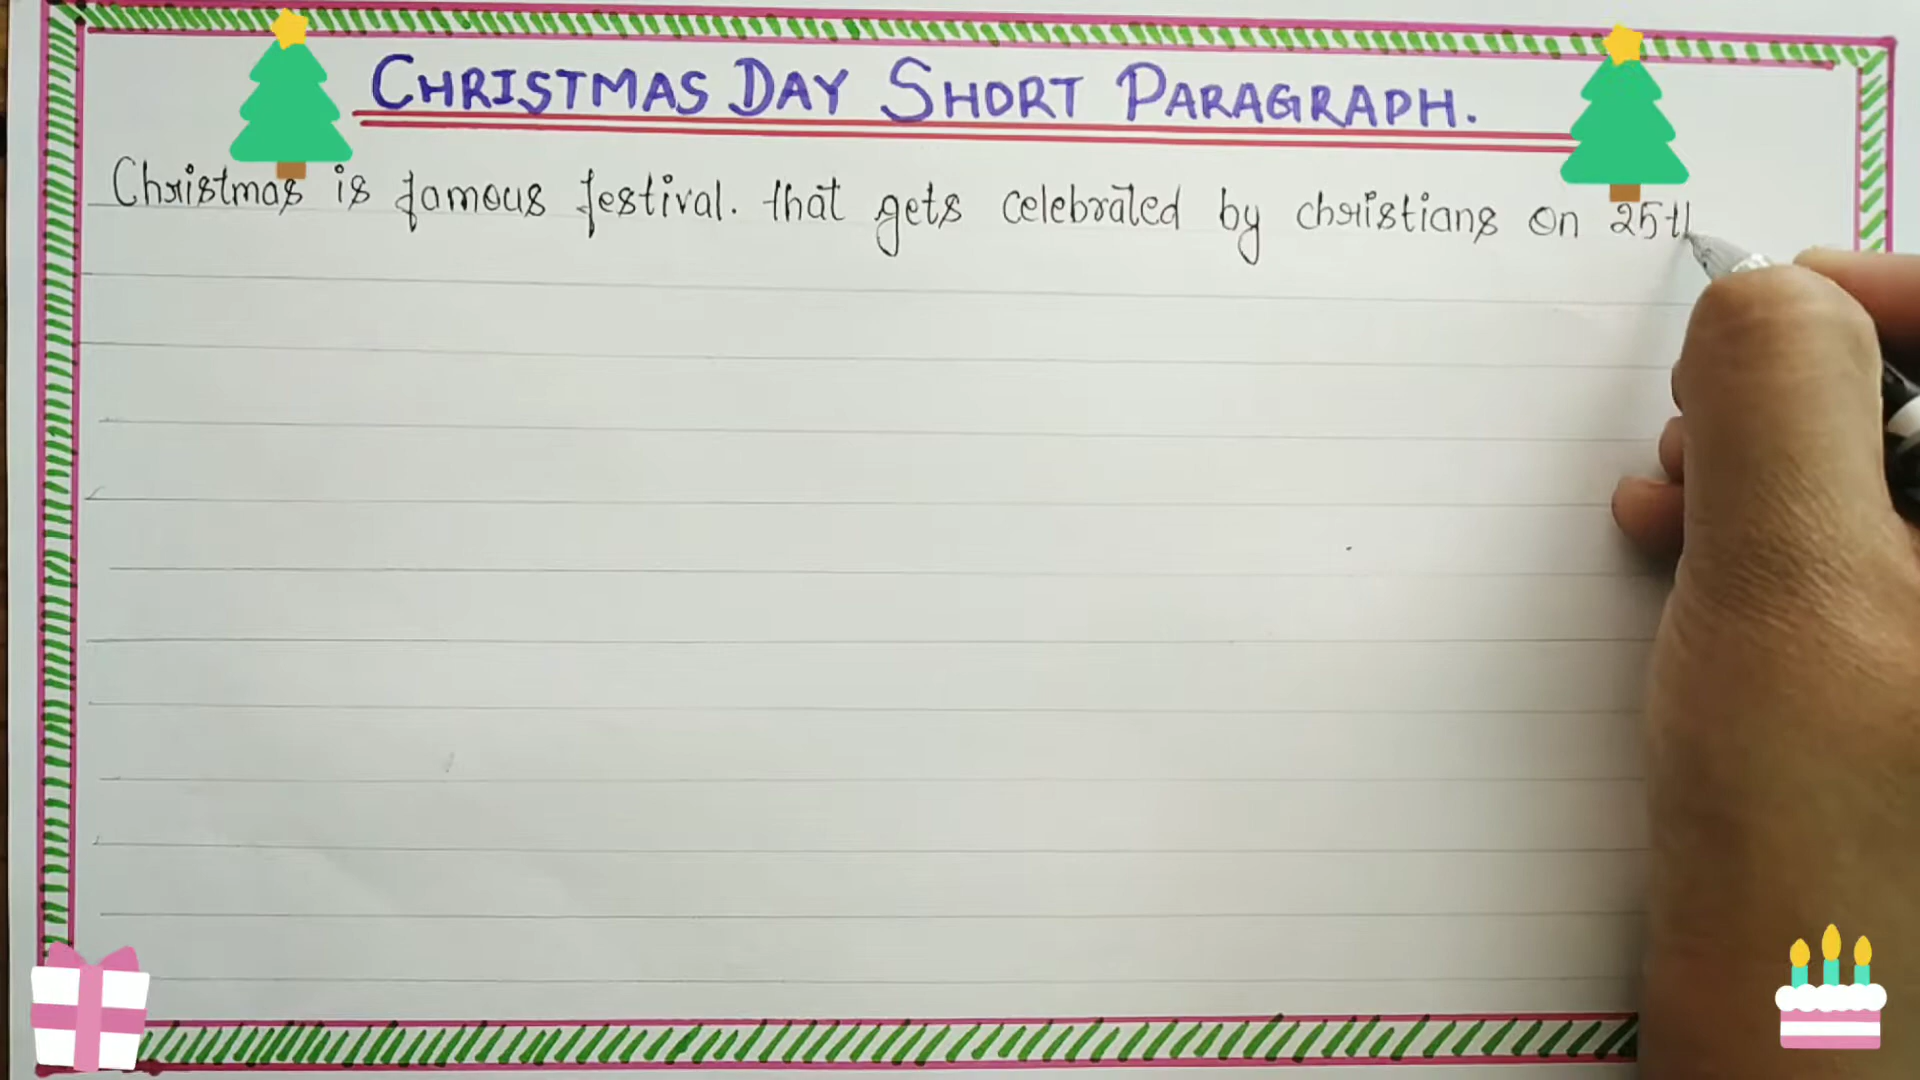 CHRISTMAS DAY SHORT PARAGRAPH.
Christmas is famous festival. that gets celebrated by christians on 25th